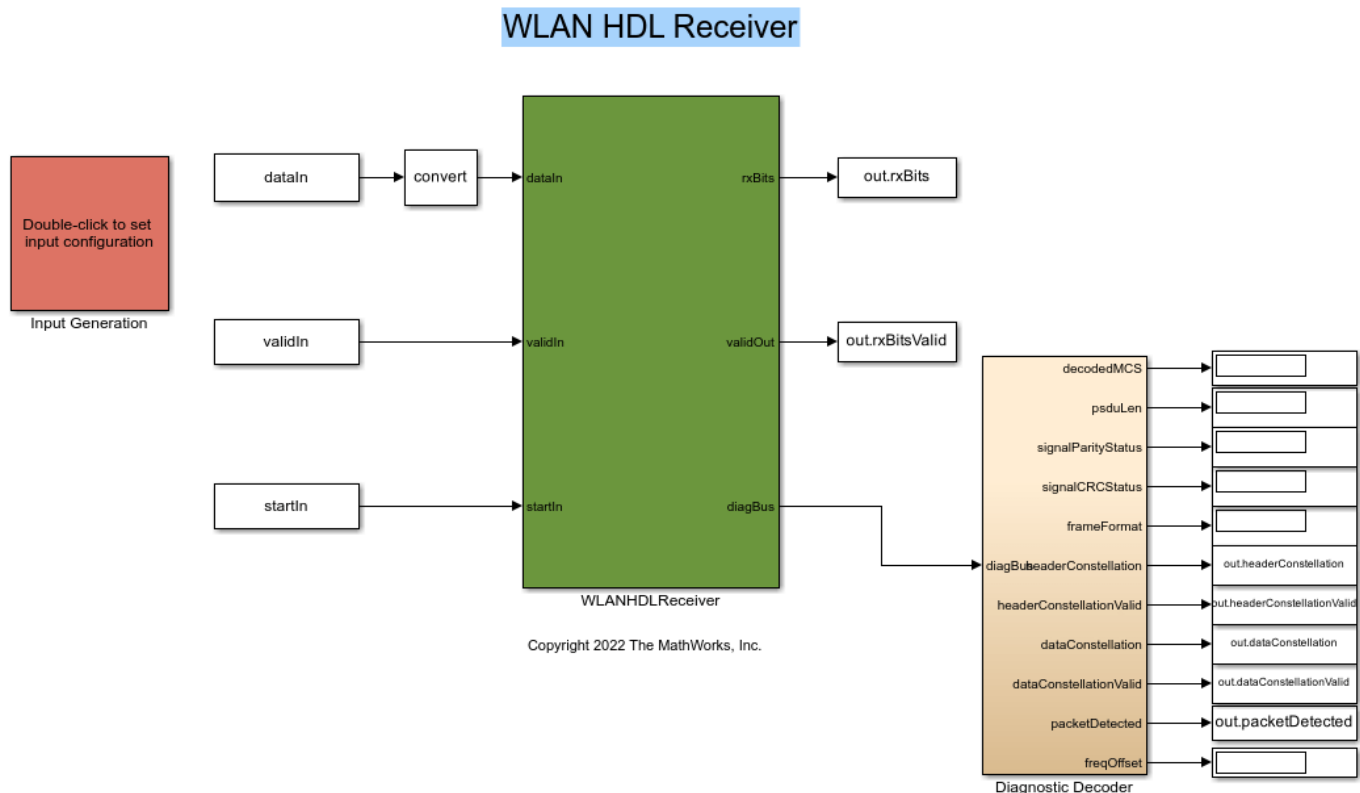 WLAN HDL Receiver
Double-click to set
input configuration
Input Generation
dataIn
convert
validIn
startIn
dataIn
rxBits
validIn
validOut
startIn
diagBus
WLANHDLReceiver
Copyright 2022 The MathWorks, Inc.
out.rxBits
out.rxBitsValid
diagBus
decodedMCS
psduLen
signalParityStatus
signalCRCStatus
frameFormat
headerConstellation
headerConstellationValid
dataConstellation
dataConstellationValid
packetDetected
freqOffset
Diagnostic Decoder
out.headerConstellation
out.headerConstellationValid
out.dataConstellation
out.dataConstellationValid
out.packetDetected